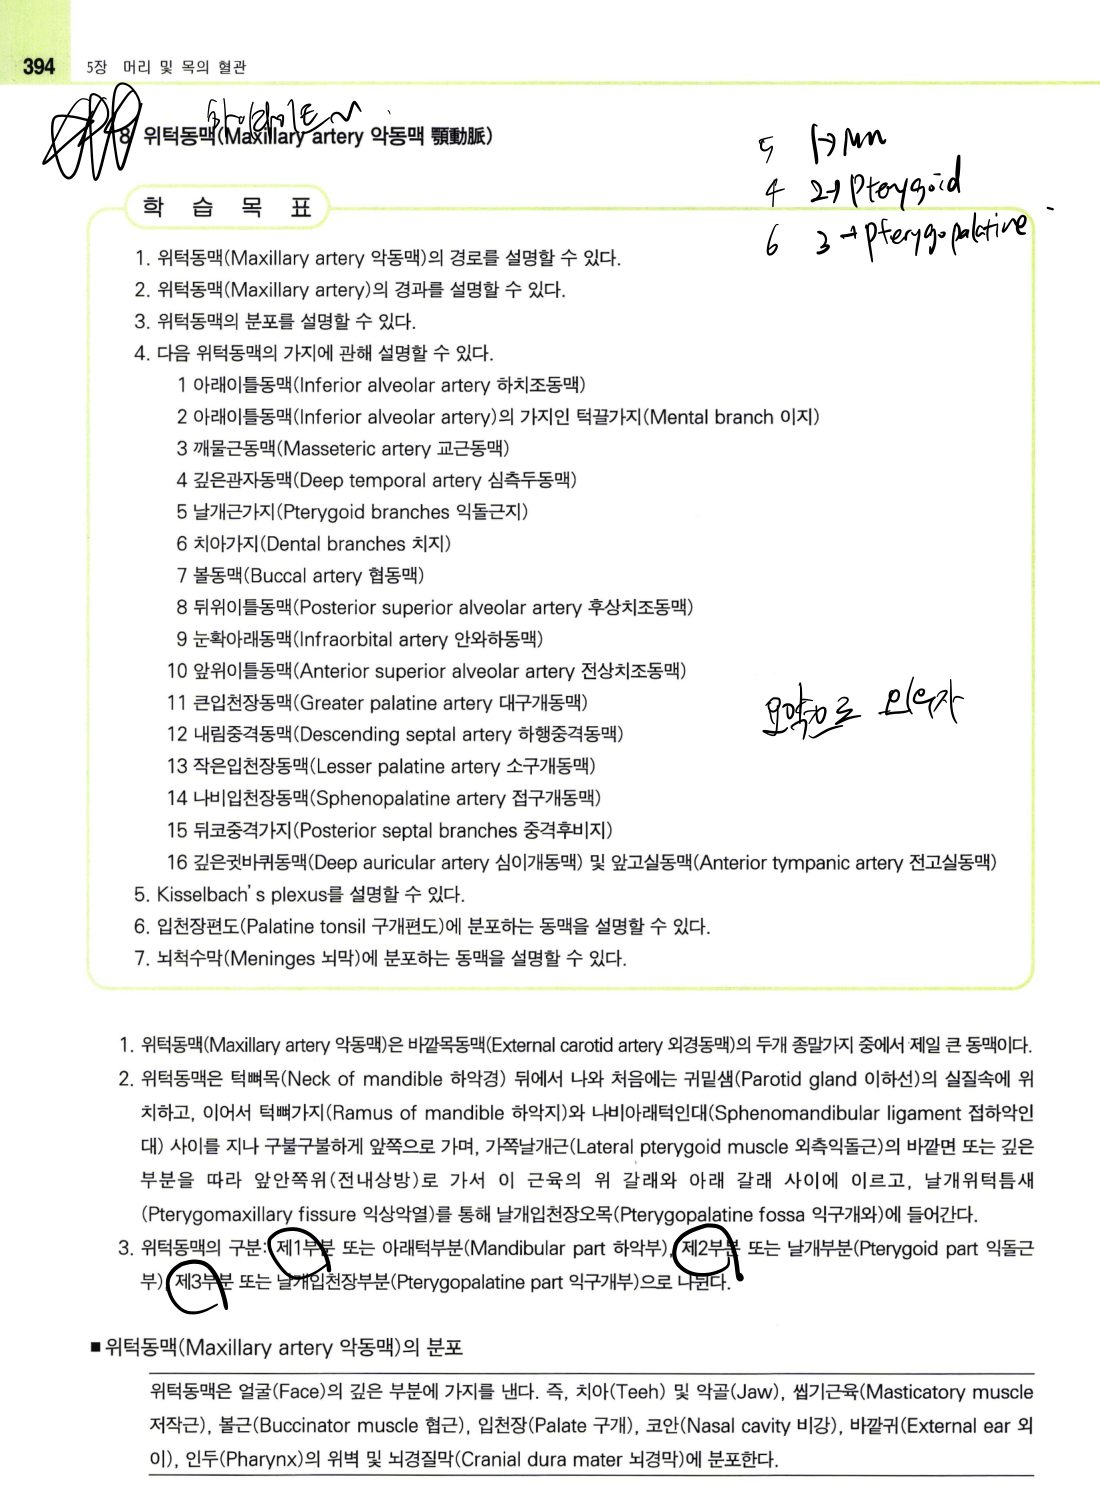 394 5장 머리 및 목의 혈관
하이라이트
8 위턱동맥(Maxillary artery 악동맥 顎動脈)
5 1→Mn
4 2→Pterygoid
6 3→pterygopalatine
학 습 목 표
1. 위턱동맥(Maxillary artery 악동맥)의 경로를 설명할 수 있다.
2. 위턱동맥(Maxillary artery)의 경과를 설명할 수 있다.
3. 위턱동맥의 분포를 설명할 수 있다.
4. 다음 위턱동맥의 가지에 관해 설명할 수 있다.
1 아래이틀동맥(Inferior alveolar artery 하치조동맥)
2 아래이틀동맥(Inferior alveolar artery)의 가지인 턱끝가지(Mental branch 이지)
3 깨물근동맥(Masseteric artery 교근동맥)
4 깊은관자동맥(Deep temporal artery 심측두동맥)
5 날개근가지(Pterygoid branches 익돌근지)
6 치아가지(Dental branches 치지)
7 볼동맥(Buccal artery 협동맥)
8 뒤위이틀동맥(Posterior superior alveolar artery 후상치조동맥)
9 눈확아래동맥(Infraorbital artery 안와하동맥)
10 앞위이틀동맥(Anterior superior alveolar artery 전상치조동맥)
11 큰입천장동맥(Greater palatine artery 대구개동맥)
12 내림중격동맥(Descending septal artery 하행중격동맥)
요약으로 외우자
13 작은입천장동맥(Lesser palatine artery 소구개동맥)
14 나비입천장동맥(Sphenopalatine artery 접구개동맥)
15 뒤코중격가지(Posterior septal branches 중격후비지)
16 깊은귓바퀴동맥(Deep auricular artery 심이개동맥) 및 앞고실동맥(Anterior tympanic artery 전고실동맥)
5. Kisselbach's plexus를 설명할 수 있다.
6. 입천장편도(Palatine tonsil 구개편도)에 분포하는 동맥을 설명할 수 있다.
7. 뇌척수막(Meninges 뇌막)에 분포하는 동맥을 설명할 수 있다.
1. 위턱동맥(Maxillary artery 악동맥)은 바깥목동맥(External carotid artery 외경동맥)의 두개 종말가지 중에서 제일 큰 동맥이다.
2. 위턱동맥은 턱뼈목(Neck of mandible 하악경) 뒤에서 나와 처음에는 귀밑샘(Parotid gland 이하선)의 실질속에 위
치하고, 이어서 턱뼈가지(Ramus of mandible 하악지)와 나비아래턱인대(Sphenomandibular ligament 접하악인
대) 사이를 지나 구불구불하게 앞쪽으로 가며, 가쪽날개근(Lateral pterygoid muscle 외측익돌근)의 바깥면 또는 깊은
부분을 따라 앞안쪽위(전내상방)로 가서 이 근육의 위 갈래와 아래 갈래 사이에 이르고, 날개위턱틈새
(Pterygomaxillary fissure 익상악열)를 통해 날개입천장오목(Pterygopalatine fossa 익구개와)에 들어간다.
3. 위턱동맥의 구분: 제1부분 또는 아래턱부분(Mandibular part 하악부), 제2부분 또는 날개부분(Pterygoid part 익돌근
부), 제3부분 또는 날개입천장부분(Pterygopalatine part 익구개부)으로 나뉜다.
■ 위턱동맥(Maxillary artery 악동맥)의 분포
위턱동맥은 얼굴(Face)의 깊은 부분에 가지를 낸다. 즉, 치아(Teeh) 및 악골(Jaw), 씹기근육(Masticatory muscle
저작근), 볼근(Buccinator muscle 협근), 입천장(Palate 구개), 코안(Nasal cavity 비강), 바깥귀(External ear 외
이), 인두(Pharynx)의 위벽 및 뇌경질막(Cranial dura mater 뇌경막)에 분포한다.